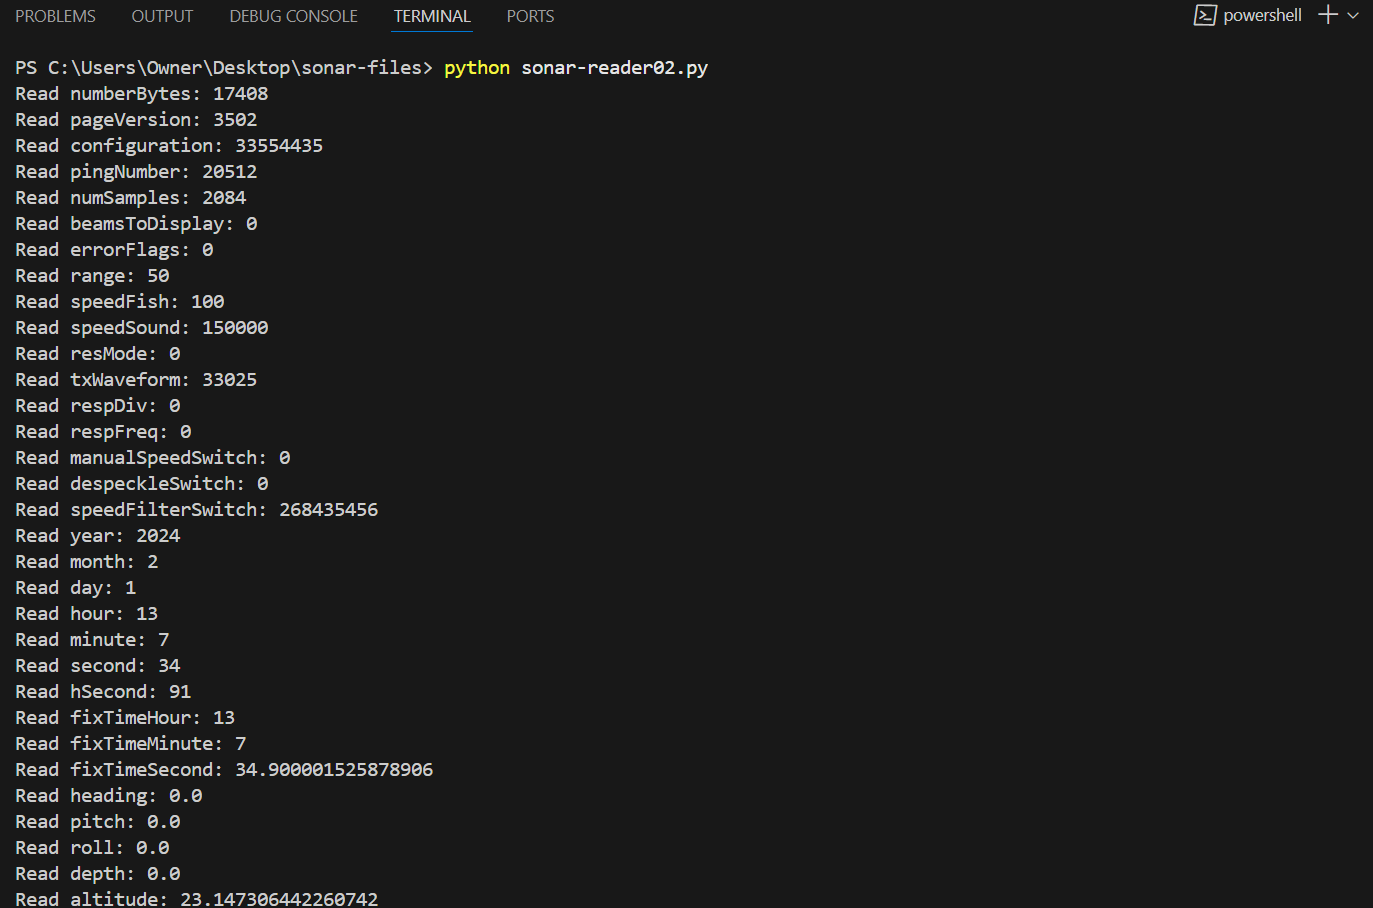 PROBLEMS OUTPUT DEBUG CONSOLE TERMINAL PORTS powershell
PS C:\Users\Owner\Desktop\sonar-files> python sonar-reader02.py
Read numberBytes: 17408
Read pageVersion: 3502
Read configuration: 33554435
Read pingNumber: 20512
Read numSamples: 2084
Read beamsToDisplay: 0
Read errorFlags: 0
Read range: 50
Read speedFish: 100
Read speedSound: 150000
Read resMode: 0
Read txWaveform: 33025
Read respDiv: 0
Read respFreq: 0
Read manualSpeedSwitch: 0
Read despeckleSwitch: 0
Read speedFilterSwitch: 268435456
Read year: 2024
Read month: 2
Read day: 1
Read hour: 13
Read minute: 7
Read second: 34
Read hSecond: 91
Read fixTimeHour: 13
Read fixTimeMinute: 7
Read fixTimeSecond: 34.900001525878906
Read heading: 0.0
Read pitch: 0.0
Read roll: 0.0
Read depth: 0.0
Read altitude: 23.147306442260742